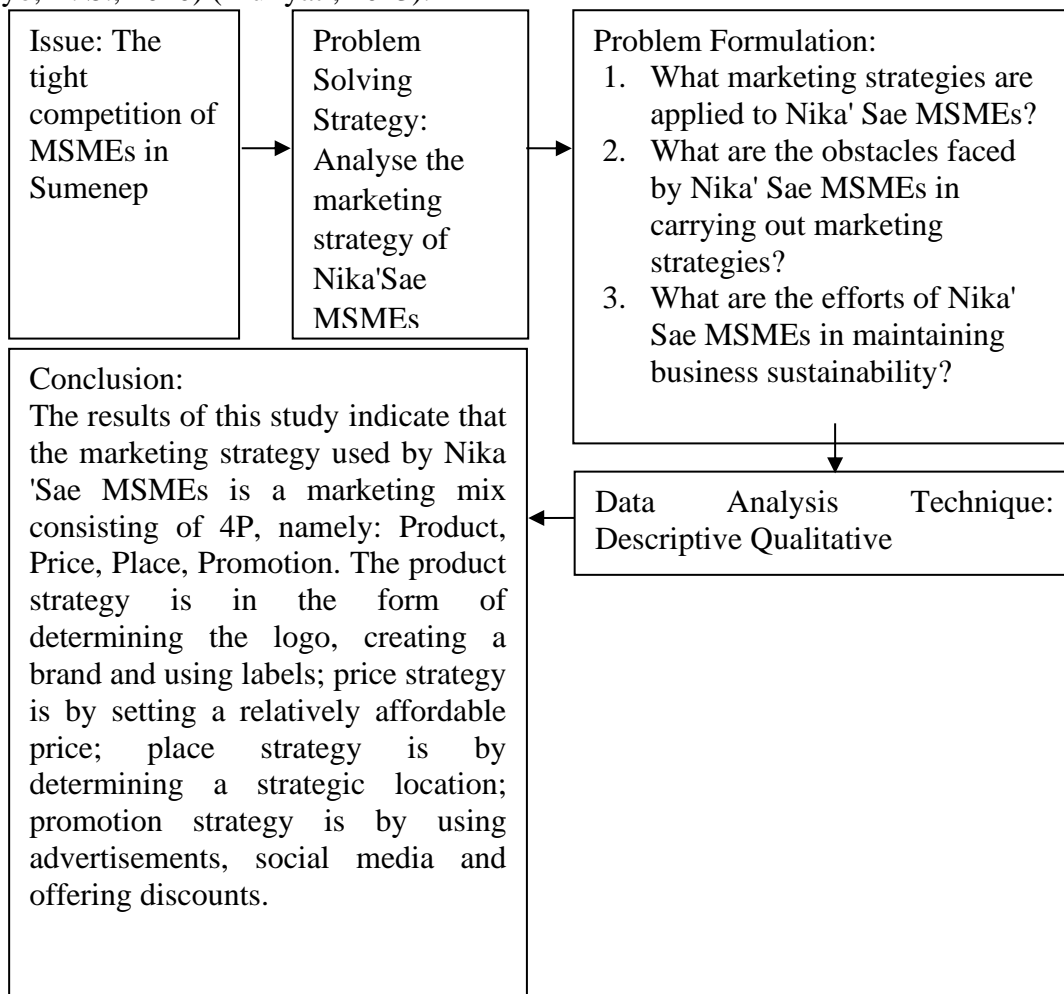 Issue: The
tight
competition of
MSMEs in
Sumenep
Problem
Solving
Strategy:
Analyse the
marketing
strategy of
Nika'Sae
MSMEs
Problem Formulation:
1. What marketing strategies are
applied to Nika' Sae MSMEs?
2. What are the obstacles faced
by Nika' Sae MSMEs in
carrying out marketing
strategies?
3. What are the efforts of Nika'
Sae MSMEs in maintaining
business sustainability?
Data Analysis Technique:
Descriptive Qualitative
Conclusion:
The results of this study indicate that
the marketing strategy used by Nika
'Sae MSMEs is a marketing mix
consisting of 4P, namely: Product,
Price, Place, Promotion. The product
strategy is in the form of
determining the logo, creating a
brand and using labels; price strategy
is by setting a relatively affordable
price; place strategy is by
determining a strategic location;
promotion strategy is by using
advertisements, social media and
offering discounts.